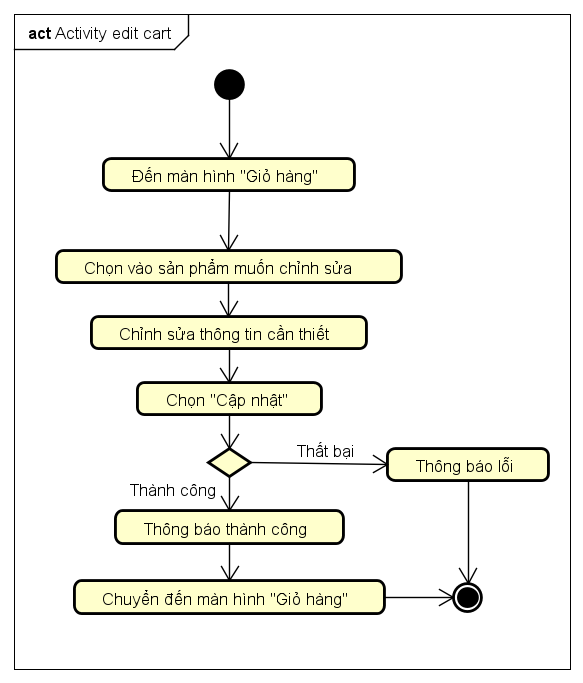 act Activity edit cart
Đến màn hình "Giỏ hàng"
Chọn vào sản phẩm muốn chỉnh sửa
Chỉnh sửa thông tin cần thiết
Chọn "Cập nhật"
Thất bại
Thông báo lỗi
Thành công
Thông báo thành công
Chuyển đến màn hình "Giỏ hàng"